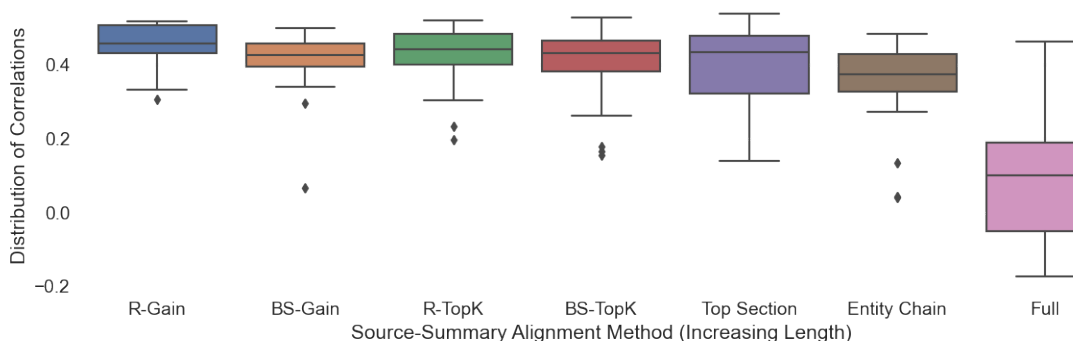 Distribution of Correlations
0.4
0.2
0.0
−0.2
R-Gain BS-Gain R-TopK BS-TopK Top Section Entity Chain Full
Source-Summary Alignment Method (Increasing Length)